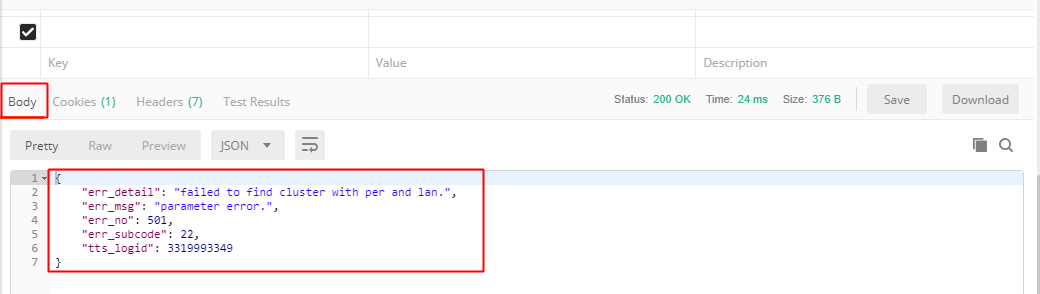 Key Value Description
Body Cookies (1) Headers (7) Test Results Status: 200 OK Time: 24 ms Size: 376 B Save Download
Pretty Raw Preview JSON
1 {
2 "err_detail": "failed to find cluster with per and lan.",
3 "err_msg": "parameter error.",
4 "err_no": 501,
5 "err_subcode": 22,
6 "tts_logid": 3319993349
7 }